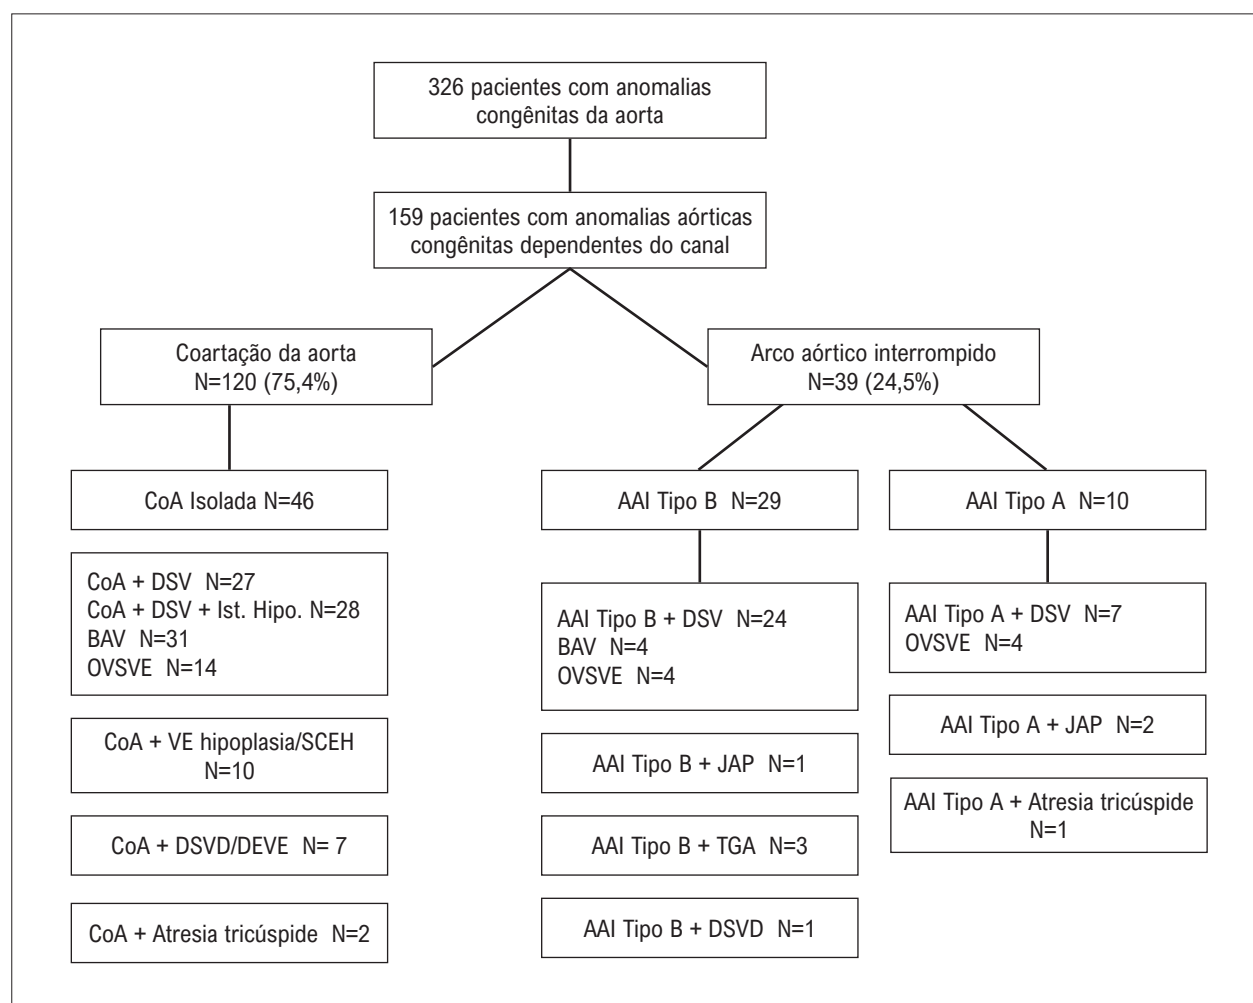 326 pacientes com anomalias
congênitas da aorta
159 pacientes com anomalias aórticas
congênitas dependentes do canal
Coartação da aorta
N=120 (75,4%)
Arco aórtico interrompido
N=39 (24,5%)
CoA Isolada N=46
CoA + DSV N=27
CoA + DSV + Ist. Hipo. N=28
BAV N=31
OVSVE N=14
CoA + VE hipoplasia/SCEH
N=10
CoA + DSVD/DEVE N= 7
CoA + Atresia tricúspide N=2
AAI Tipo B N=29
AAI Tipo B + DSV N=24
BAV N=4
OVSVE N=4
AAI Tipo B + JAP N=1
AAI Tipo B + TGA N=3
AAI Tipo B + DSVD N=1
AAI Tipo A N=10
AAI Tipo A + DSV N=7
OVSVE N=4
AAI Tipo A + JAP N=2
AAI Tipo A + Atresia tricúspide
N=1